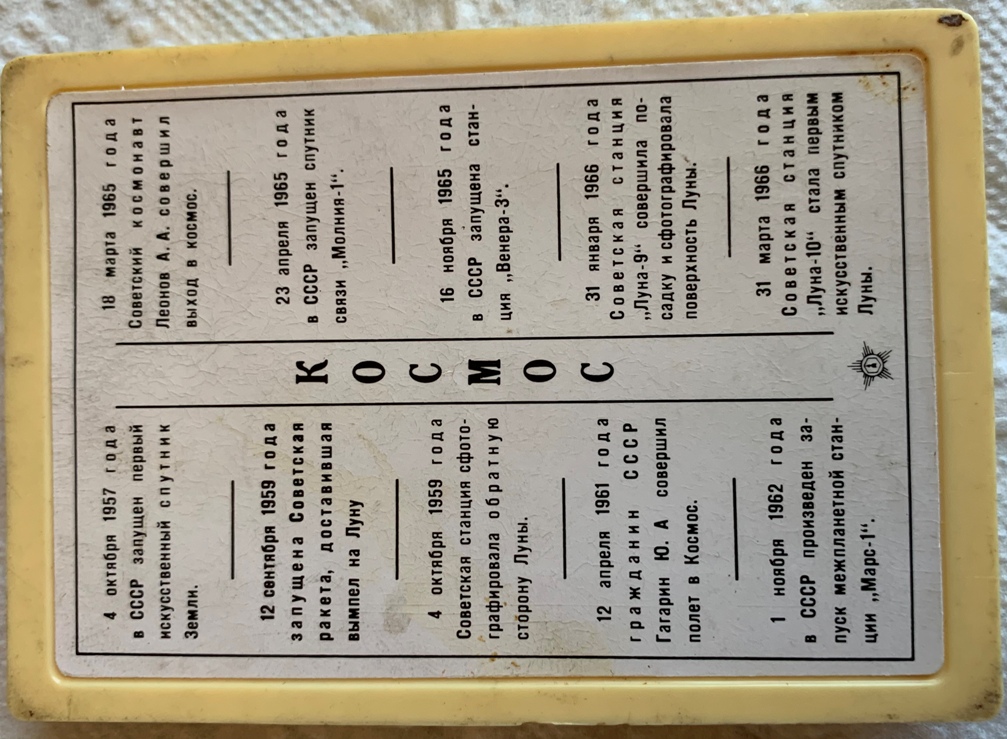 4 октября 1957 года
в СССР запущен первый
искусственный спутник
Земли.
12 сентября 1959 года
запущена Советская
ракета, доставившая
вымпел на Луну
4 октября 1959 года
Советская станция сфото-
графировала обратную
сторону Луны.
12 апреля 1961 года
гражданин СССР
Гагарин Ю. А совершил
полет в Космос.
1 ноября 1962 года
в СССР произведен за-
пуск межпланетной стан-
ции „Марс-1“.
КОСМОС
18 марта 1965 года
Советский космонавт
Леонов А. А. совершил
выход в космос.
23 апреля 1965 года
в СССР запущен спутник
связи „Молния-1“.
16 ноября 1965 года
в СССР запущена стан-
ция „Венера-3“.
31 января 1966 года
Советская станция
„Луна-9“ совершила по-
садку и сфотографировала
поверхность Луны.
31 марта 1966 года
Советская станция
„Луна-10“ стала первым
искусственным спутником
Луны.